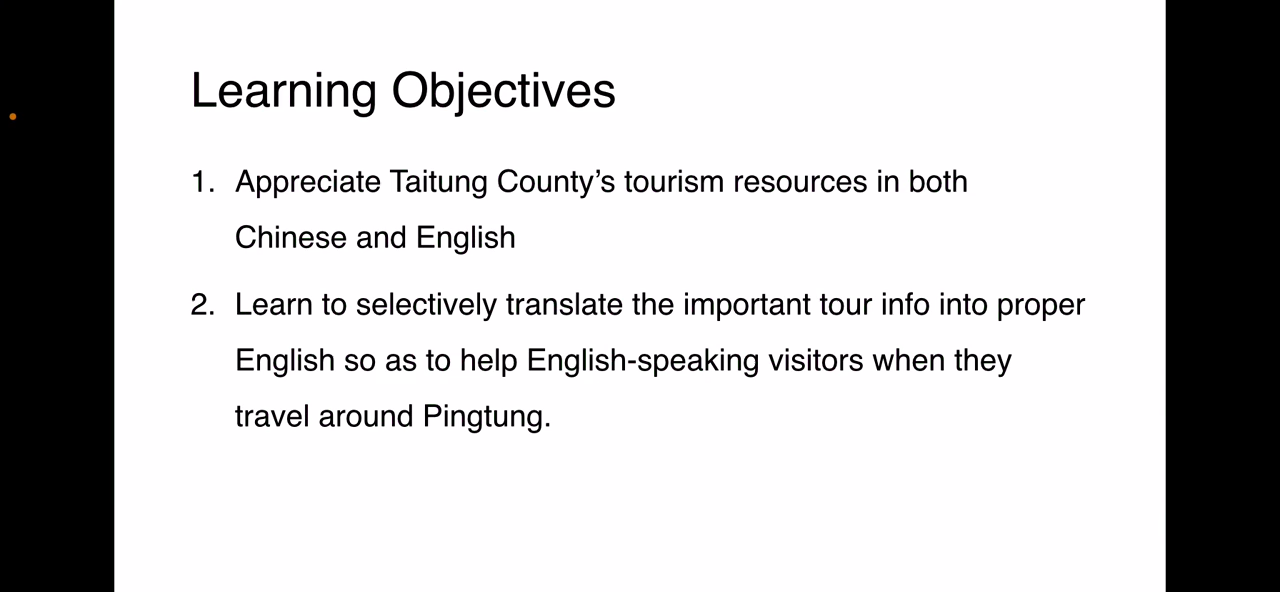 Learning Objectives
1. Appreciate Taitung County’s tourism resources in both
Chinese and English
2. Learn to selectively translate the important tour info into proper
English so as to help English-speaking visitors when they
travel around Pingtung.